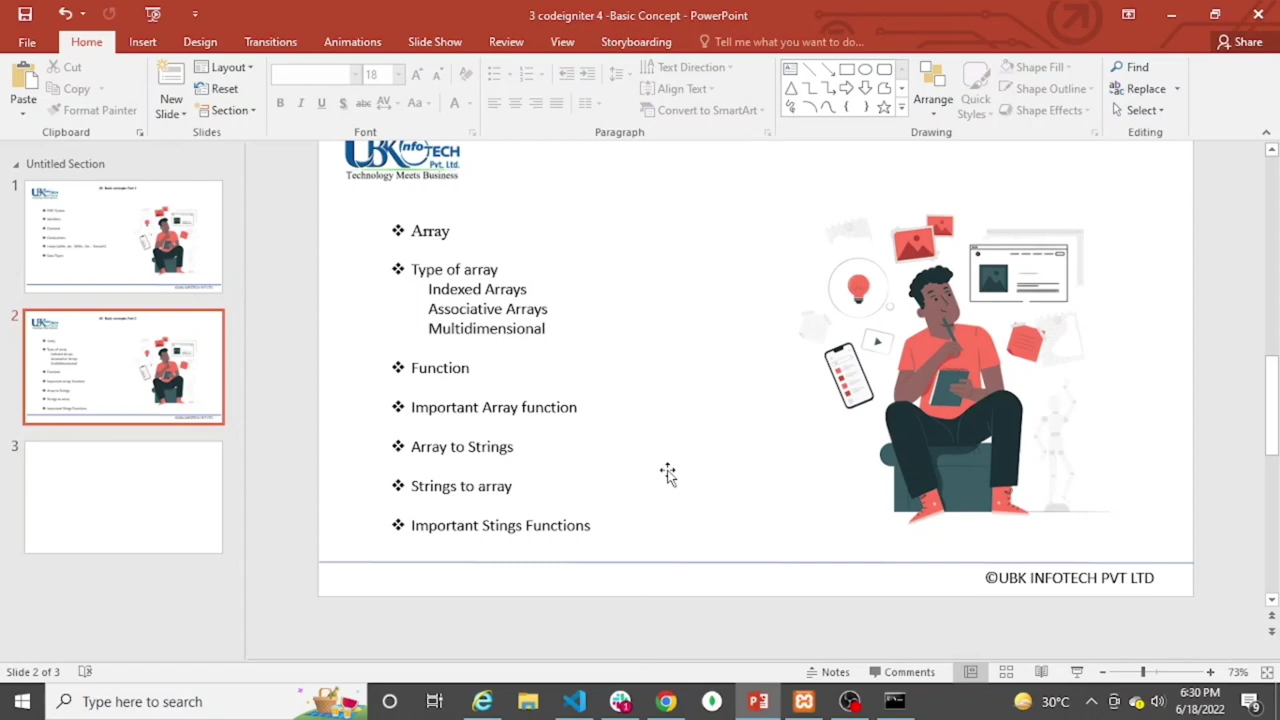 3 codeigniter 4 -Basic Concept - PowerPoint
File Home Insert Design Transitions Animations Slide Show Review View Storyboarding Tell me what you want to do... Share
Paste
Cut
Copy
Format Painter
Clipboard
New
Slide
Layout
Reset
Section
Slides
18
Font
Text Direction
Align Text
Convert to SmartArt
Paragraph
Arrange
Quick
Styles
Shape Fill
Shape Outline
Shape Effects
Drawing
Find
Replace
Select
Editing
Untitled Section
1
2
3
UBK InfoTECH
Pvt. Ltd.
Technology Meets Business
Array
Type of array
Indexed Arrays
Associative Arrays
Multidimensional
Function
Important Array function
Array to Strings
Strings to array
Important Stings Functions
©UBK INFOTECH PVT LTD
Slide 2 of 3
Notes Comments 73%
Type here to search
30°C
6:30 PM
6/18/2022